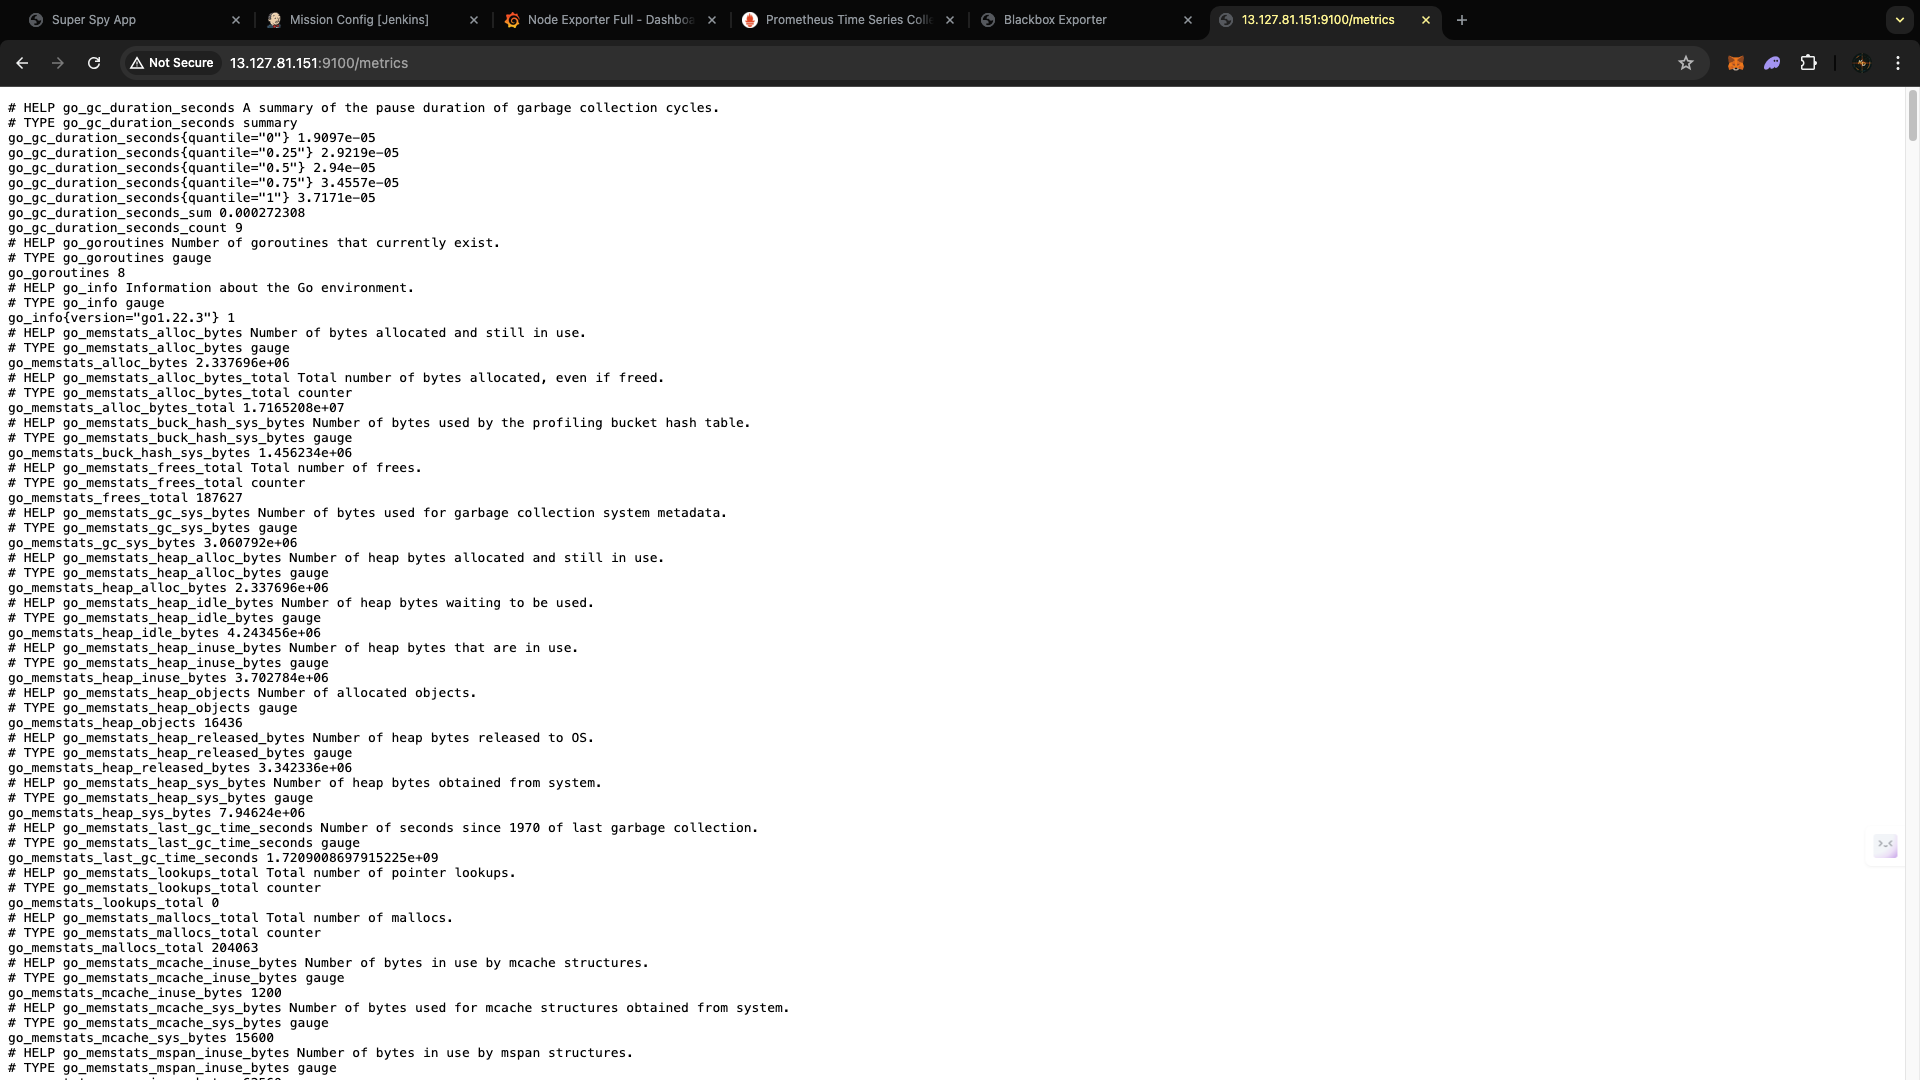 Super Spy App
Mission Config [Jenkins]
Node Exporter Full - Dashboa
Prometheus Time Series Colle
Blackbox Exporter
13.127.81.151:9100/metrics
Not Secure
13.127.81.151:9100/metrics
# HELP go_gc_duration_seconds A summary of the pause duration of garbage collection cycles.
# TYPE go_gc_duration_seconds summary
go_gc_duration_seconds{quantile="0"} 1.9097e-05
go_gc_duration_seconds{quantile="0.25"} 2.9219e-05
go_gc_duration_seconds{quantile="0.5"} 2.94e-05
go_gc_duration_seconds{quantile="0.75"} 3.4557e-05
go_gc_duration_seconds{quantile="1"} 3.7171e-05
go_gc_duration_seconds_sum 0.000272308
go_gc_duration_seconds_count 9
# HELP go_goroutines Number of goroutines that currently exist.
# TYPE go_goroutines gauge
go_goroutines 8
# HELP go_info Information about the Go environment.
# TYPE go_info gauge
go_info{version="go1.22.3"} 1
# HELP go_memstats_alloc_bytes Number of bytes allocated and still in use.
# TYPE go_memstats_alloc_bytes gauge
go_memstats_alloc_bytes 2.337696e+06
# HELP go_memstats_alloc_bytes_total Total number of bytes allocated, even if freed.
# TYPE go_memstats_alloc_bytes_total counter
go_memstats_alloc_bytes_total 1.7165208e+07
# HELP go_memstats_buck_hash_sys_bytes Number of bytes used by the profiling bucket hash table.
# TYPE go_memstats_buck_hash_sys_bytes gauge
go_memstats_buck_hash_sys_bytes 1.456234e+06
# HELP go_memstats_frees_total Total number of frees.
# TYPE go_memstats_frees_total counter
go_memstats_frees_total 187627
# HELP go_memstats_gc_sys_bytes Number of bytes used for garbage collection system metadata.
# TYPE go_memstats_gc_sys_bytes gauge
go_memstats_gc_sys_bytes 3.060792e+06
# HELP go_memstats_heap_alloc_bytes Number of heap bytes allocated and still in use.
# TYPE go_memstats_heap_alloc_bytes gauge
go_memstats_heap_alloc_bytes 2.337696e+06
# HELP go_memstats_heap_idle_bytes Number of heap bytes waiting to be used.
# TYPE go_memstats_heap_idle_bytes gauge
go_memstats_heap_idle_bytes 4.243456e+06
# HELP go_memstats_heap_inuse_bytes Number of heap bytes that are in use.
# TYPE go_memstats_heap_inuse_bytes gauge
go_memstats_heap_inuse_bytes 3.702784e+06
# HELP go_memstats_heap_objects Number of allocated objects.
# TYPE go_memstats_heap_objects gauge
go_memstats_heap_objects 16436
# HELP go_memstats_heap_released_bytes Number of heap bytes released to OS.
# TYPE go_memstats_heap_released_bytes gauge
go_memstats_heap_released_bytes 3.342336e+06
# HELP go_memstats_heap_sys_bytes Number of heap bytes obtained from system.
# TYPE go_memstats_heap_sys_bytes gauge
go_memstats_heap_sys_bytes 7.94624e+06
# HELP go_memstats_last_gc_time_seconds Number of seconds since 1970 of last garbage collection.
# TYPE go_memstats_last_gc_time_seconds gauge
go_memstats_last_gc_time_seconds 1.7209008697915225e+09
# HELP go_memstats_lookups_total Total number of pointer lookups.
# TYPE go_memstats_lookups_total counter
go_memstats_lookups_total 0
# HELP go_memstats_mallocs_total Total number of mallocs.
# TYPE go_memstats_mallocs_total counter
go_memstats_mallocs_total 204063
# HELP go_memstats_mcache_inuse_bytes Number of bytes in use by mcache structures.
# TYPE go_memstats_mcache_inuse_bytes gauge
go_memstats_mcache_inuse_bytes 1200
# HELP go_memstats_mcache_sys_bytes Number of bytes used for mcache structures obtained from system.
# TYPE go_memstats_mcache_sys_bytes gauge
go_memstats_mcache_sys_bytes 15600
# HELP go_memstats_mspan_inuse_bytes Number of bytes in use by mspan structures.
# TYPE go_memstats_mspan_inuse_bytes gauge